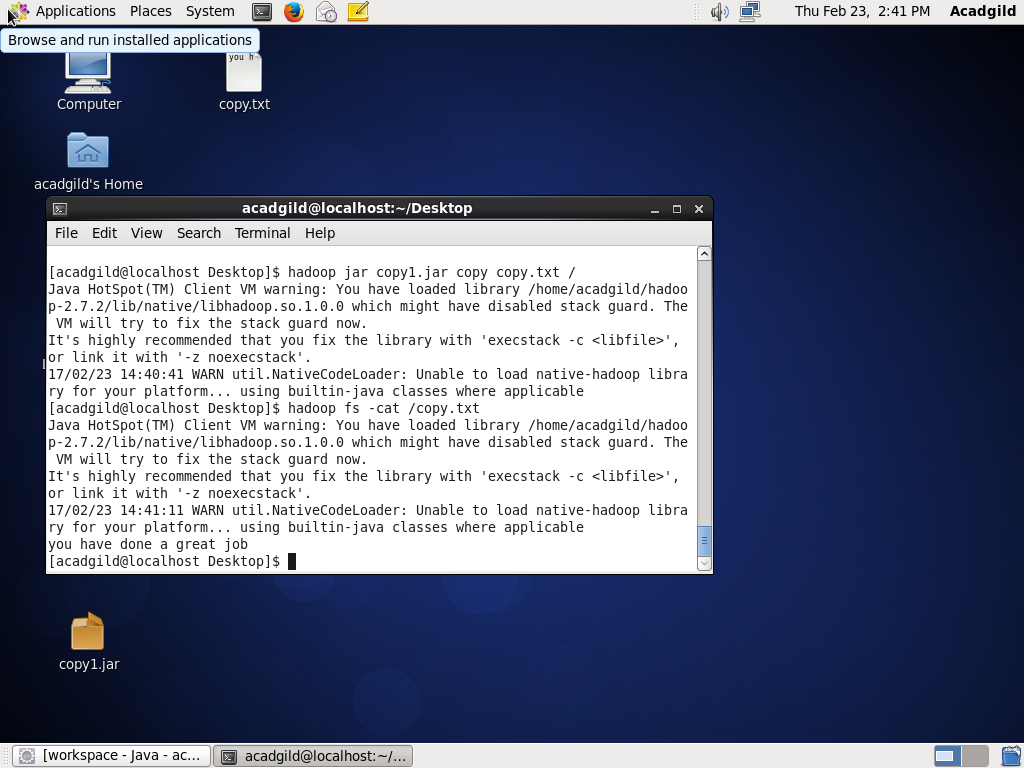 Applications Places System
Thu Feb 23, 2:41 PM Acadgild
Browse and run installed applications
you h
Computer
copy.txt
acadgild's Home
acadgild@localhost:~/Desktop
File Edit View Search Terminal Help
[acadgild@localhost Desktop]$ hadoop jar copy1.jar copy copy.txt /
Java HotSpot(TM) Client VM warning: You have loaded library /home/acadgild/hadoo
p-2.7.2/lib/native/libhadoop.so.1.0.0 which might have disabled stack guard. The
 VM will try to fix the stack guard now.
It's highly recommended that you fix the library with 'execstack -c <libfile>',
or link it with '-z noexecstack'.
17/02/23 14:40:41 WARN util.NativeCodeLoader: Unable to load native-hadoop libra
ry for your platform... using builtin-java classes where applicable
[acadgild@localhost Desktop]$ hadoop fs -cat /copy.txt
Java HotSpot(TM) Client VM warning: You have loaded library /home/acadgild/hadoo
p-2.7.2/lib/native/libhadoop.so.1.0.0 which might have disabled stack guard. The
 VM will try to fix the stack guard now.
It's highly recommended that you fix the library with 'execstack -c <libfile>',
or link it with '-z noexecstack'.
17/02/23 14:41:11 WARN util.NativeCodeLoader: Unable to load native-hadoop libra
ry for your platform... using builtin-java classes where applicable
you have done a great job
[acadgild@localhost Desktop]$
copy1.jar
[workspace - Java - ac... acadgild@localhost:~/...